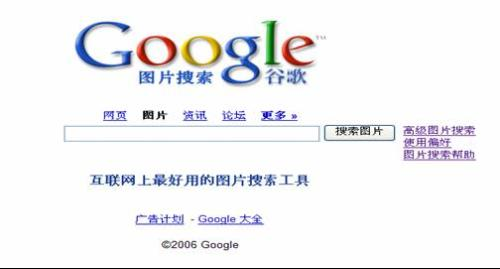 Google™
图片搜索 谷歌
网页 图片 资讯 论坛 更多 »
搜索图片
高级图片搜索
使用偏好
图片搜索帮助
互联网上最好用的图片搜索工具
广告计划 - Google 大全
©2006 Google